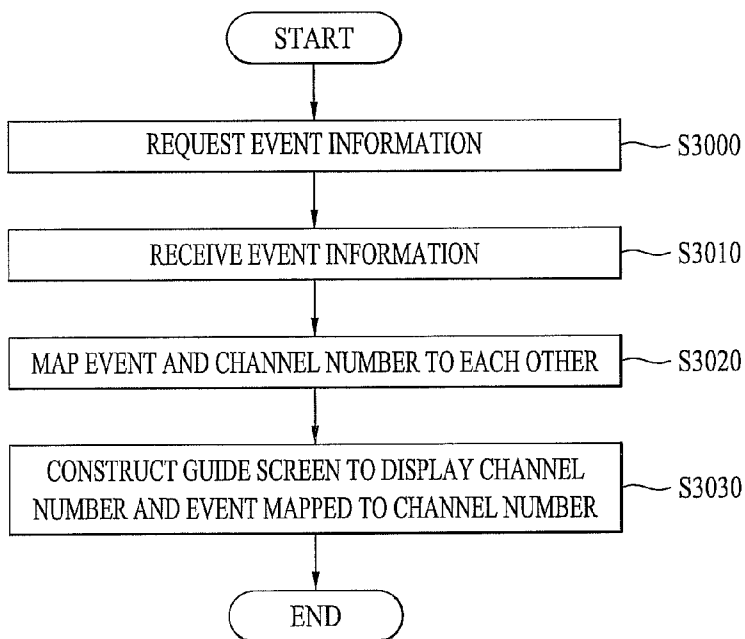 START
REQUEST EVENT INFORMATION
S3000
RECEIVE EVENT INFORMATION
S3010
MAP EVENT AND CHANNEL NUMBER TO EACH OTHER
S3020
CONSTRUCT GUIDE SCREEN TO DISPLAY CHANNEL
NUMBER AND EVENT MAPPED TO CHANNEL NUMBER
S3030
END